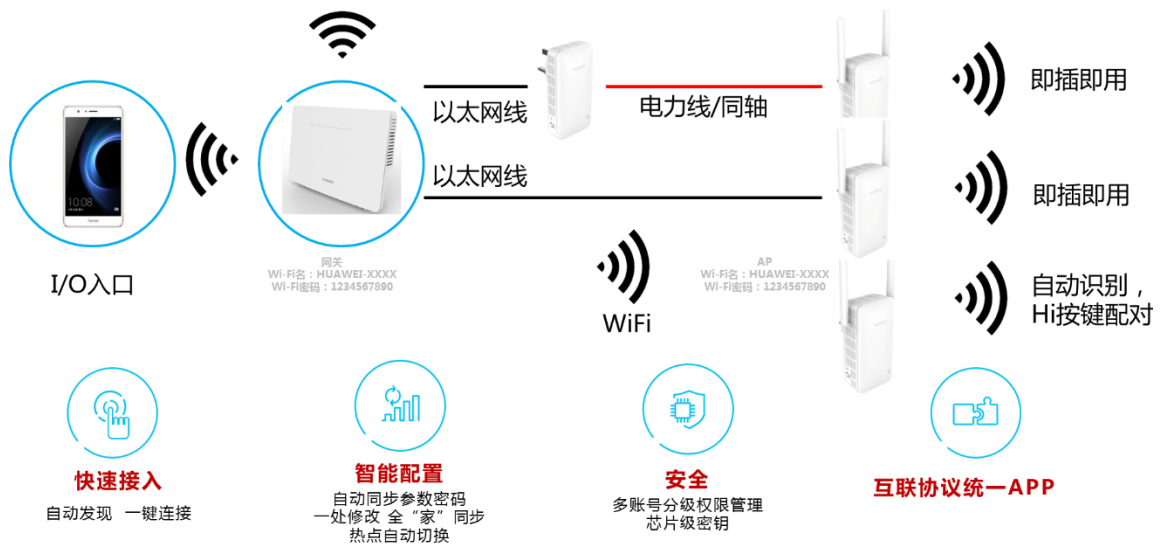 以太网线
电力线/同轴
即插即用
以太网线
即插即用
10:08
I/O入口
网关
Wi-Fi名：HUAWEI-XXXX
Wi-Fi密码：1234567890
WiFi
AP
Wi-Fi名：HUAWEI-XXXX
Wi-Fi密码：1234567890
自动识别，
Hi按键配对
快速接入
自动发现 一键连接
智能配置
自动同步参数密码
一处修改 全“家”同步
热点自动切换
安全
多账号分级权限管理
芯片级密钥
互联协议统一APP